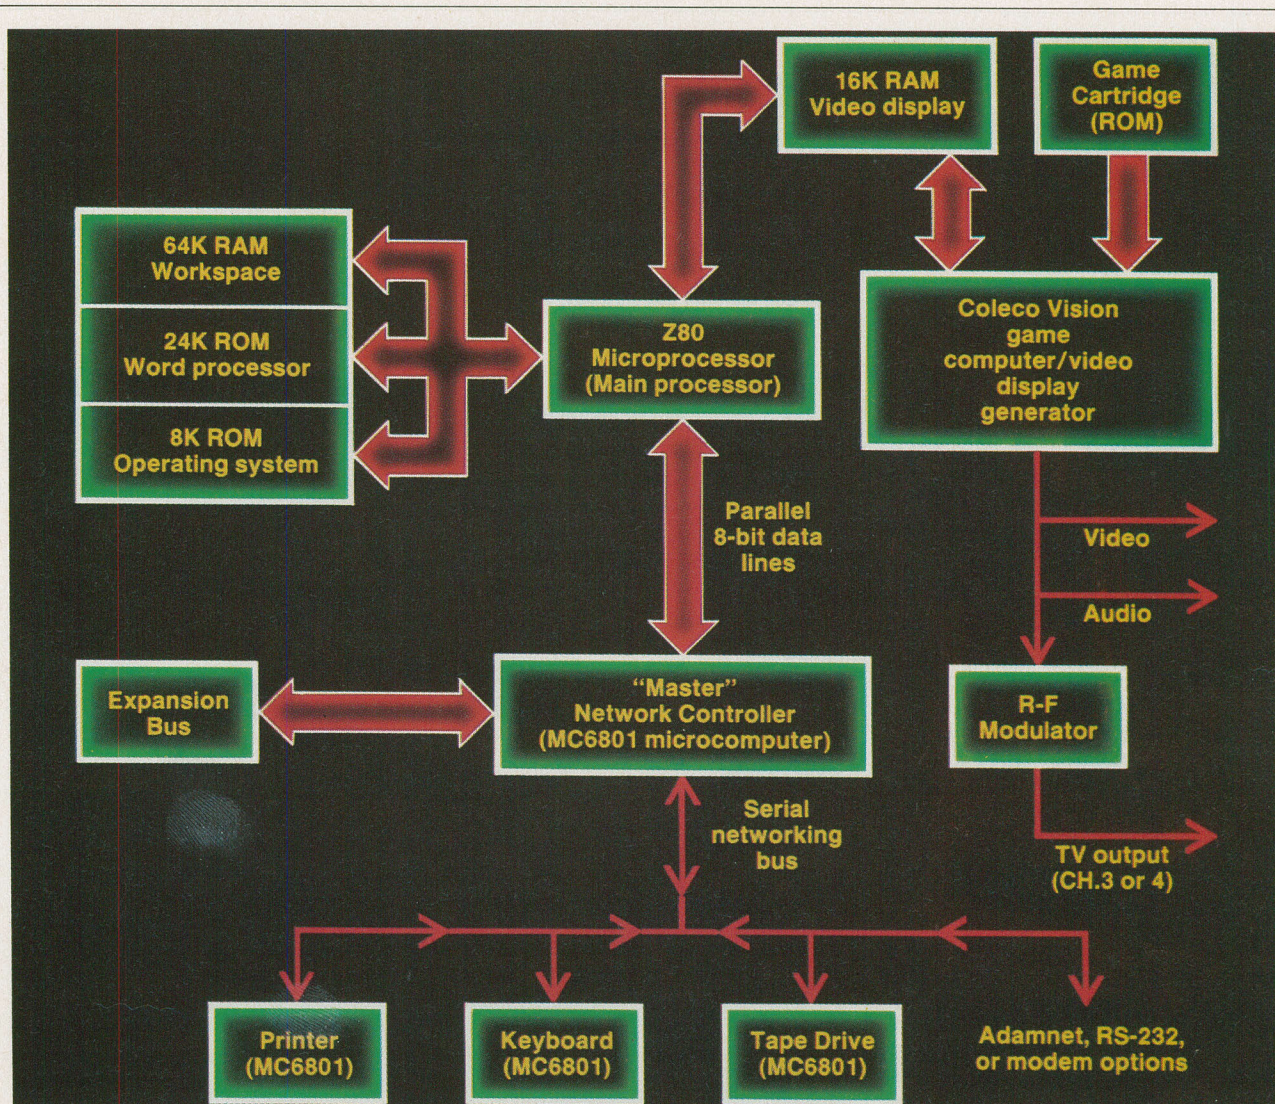 16K RAM
Video display
Game
Cartridge
(ROM)
64K RAM
Workspace
24K ROM
Word processor
8K ROM
Operating system
Z80
Microprocessor
(Main processor)
Coleco Vision
game
computer/video
display
generator
Parallel
8-bit data
lines
Video
Audio
Expansion
Bus
“Master”
Network Controller
(MC6801 microcomputer)
R-F
Modulator
Serial
networking
bus
TV output
(CH.3 or 4)
Printer
(MC6801)
Keyboard
(MC6801)
Tape Drive
(MC6801)
Adamnet, RS-232,
or modem options